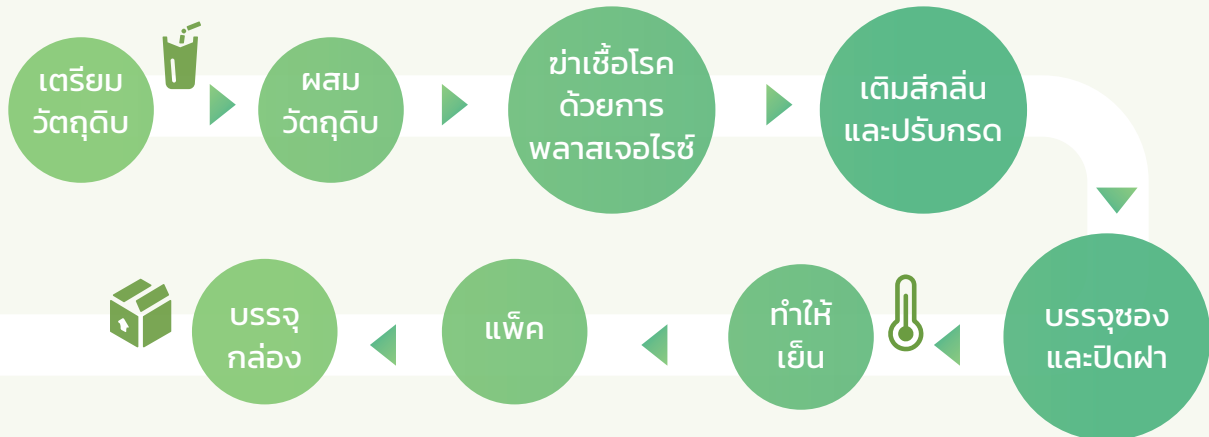 เตรียม
วัตถุดิบ
ผสม
วัตถุดิบ
ฆ่าเชื้อโรค
ด้วยการ
พลาสเจอไรซ์
เติมสีกลิ่น
และปรับกรด
บรรจุซอง
และปิดฝา
ทำให้
เย็น
แพ็ค
บรรจุ
กล่อง